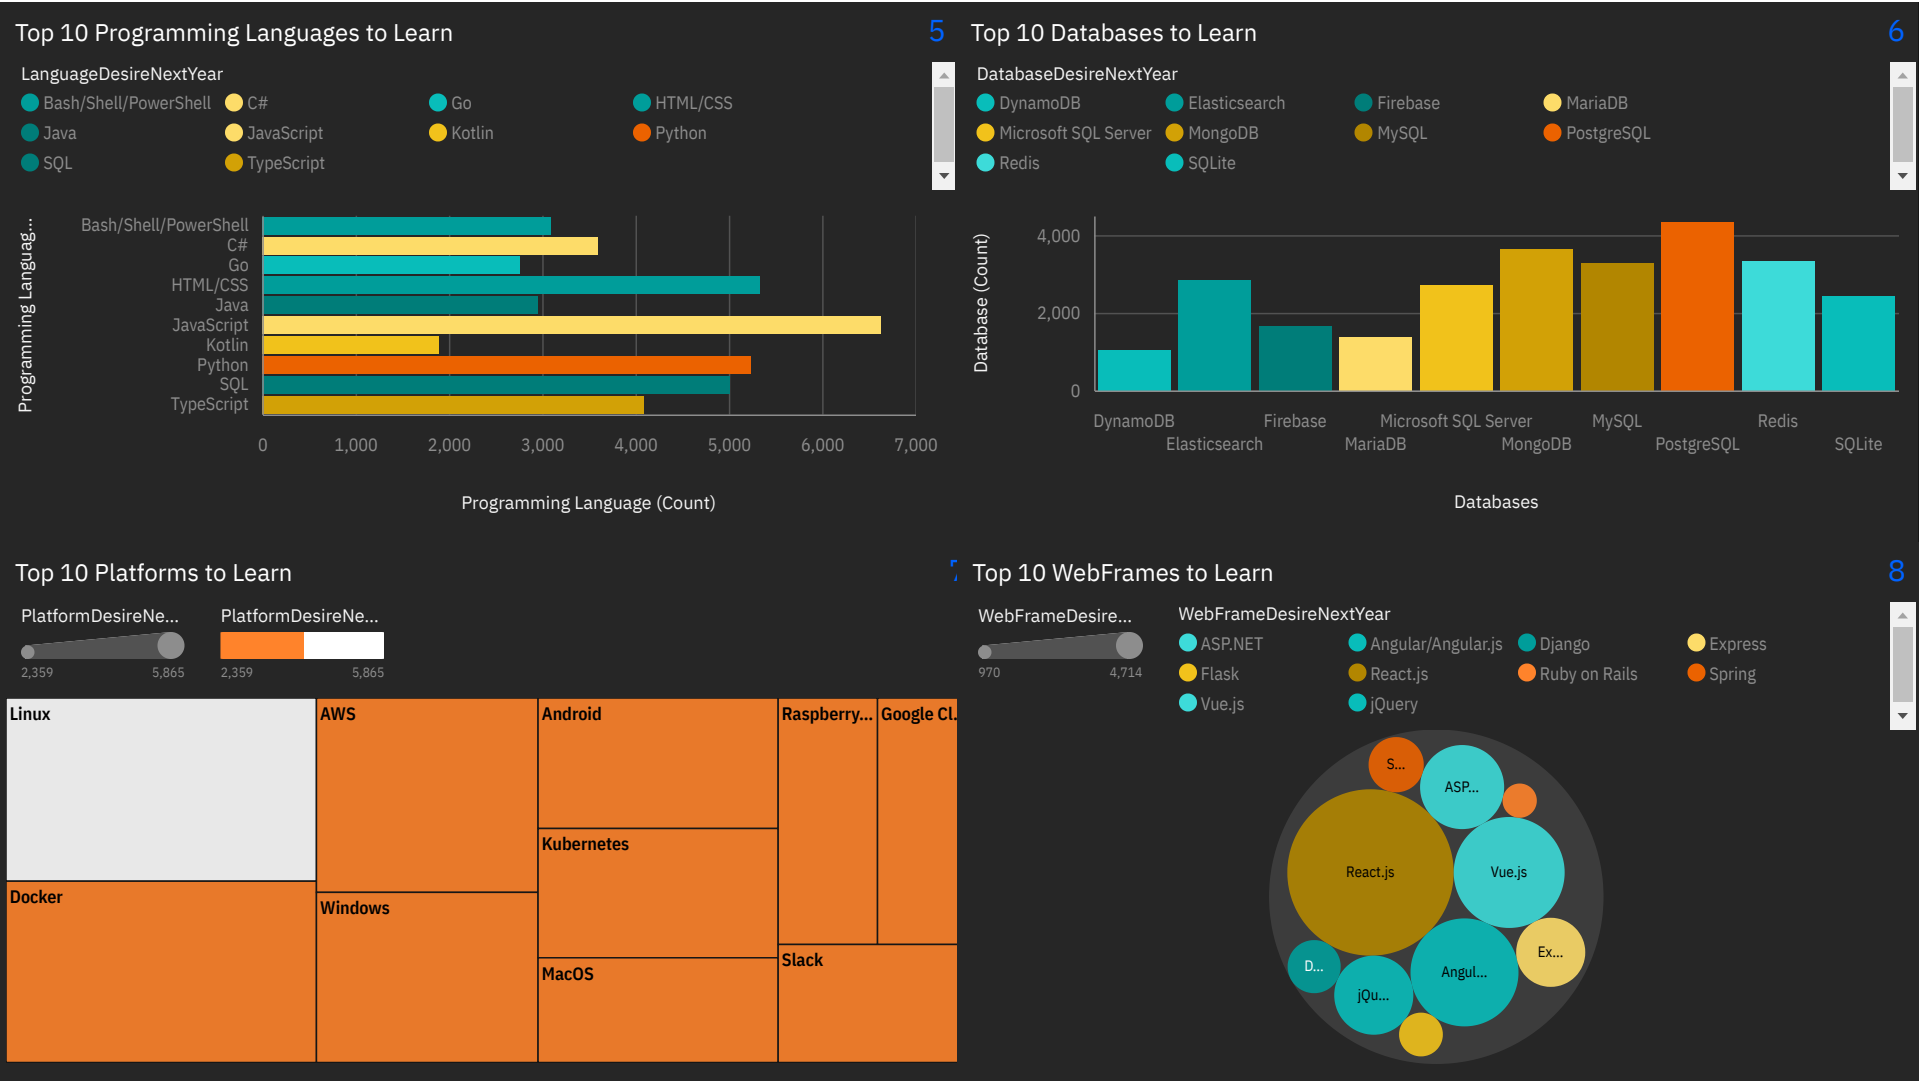 Top 10 Programming Languages to Learn
5
LanguageDesireNextYear
Bash/Shell/PowerShell C# Go HTML/CSS
Java JavaScript Kotlin Python
SQL TypeScript
Programming Languag...
Bash/Shell/PowerShell
C#
Go
HTML/CSS
Java
JavaScript
Kotlin
Python
SQL
TypeScript
0 1,000 2,000 3,000 4,000 5,000 6,000 7,000
Programming Language (Count)
Top 10 Databases to Learn
6
DatabaseDesireNextYear
DynamoDB Elasticsearch Firebase MariaDB
Microsoft SQL Server MongoDB MySQL PostgreSQL
Redis SQLite
Database (Count)
4,000
2,000
0
DynamoDB Firebase Microsoft SQL Server MySQL Redis
Elasticsearch MariaDB MongoDB PostgreSQL SQLite
Databases
Top 10 Platforms to Learn
7
PlatformDesireNe... PlatformDesireNe...
2,359 5,865 2,359 5,865
Linux AWS Android Raspberry... Google Cl.
Kubernetes
Docker Windows
Slack
MacOS
Top 10 WebFrames to Learn
8
WebFrameDesire... WebFrameDesireNextYear
970 4,714
ASP.NET Angular/Angular.js Django Express
Flask React.js Ruby on Rails Spring
Vue.js jQuery
S...
ASP...
React.js
Vue.js
Ex...
D...
Angul...
jQu...